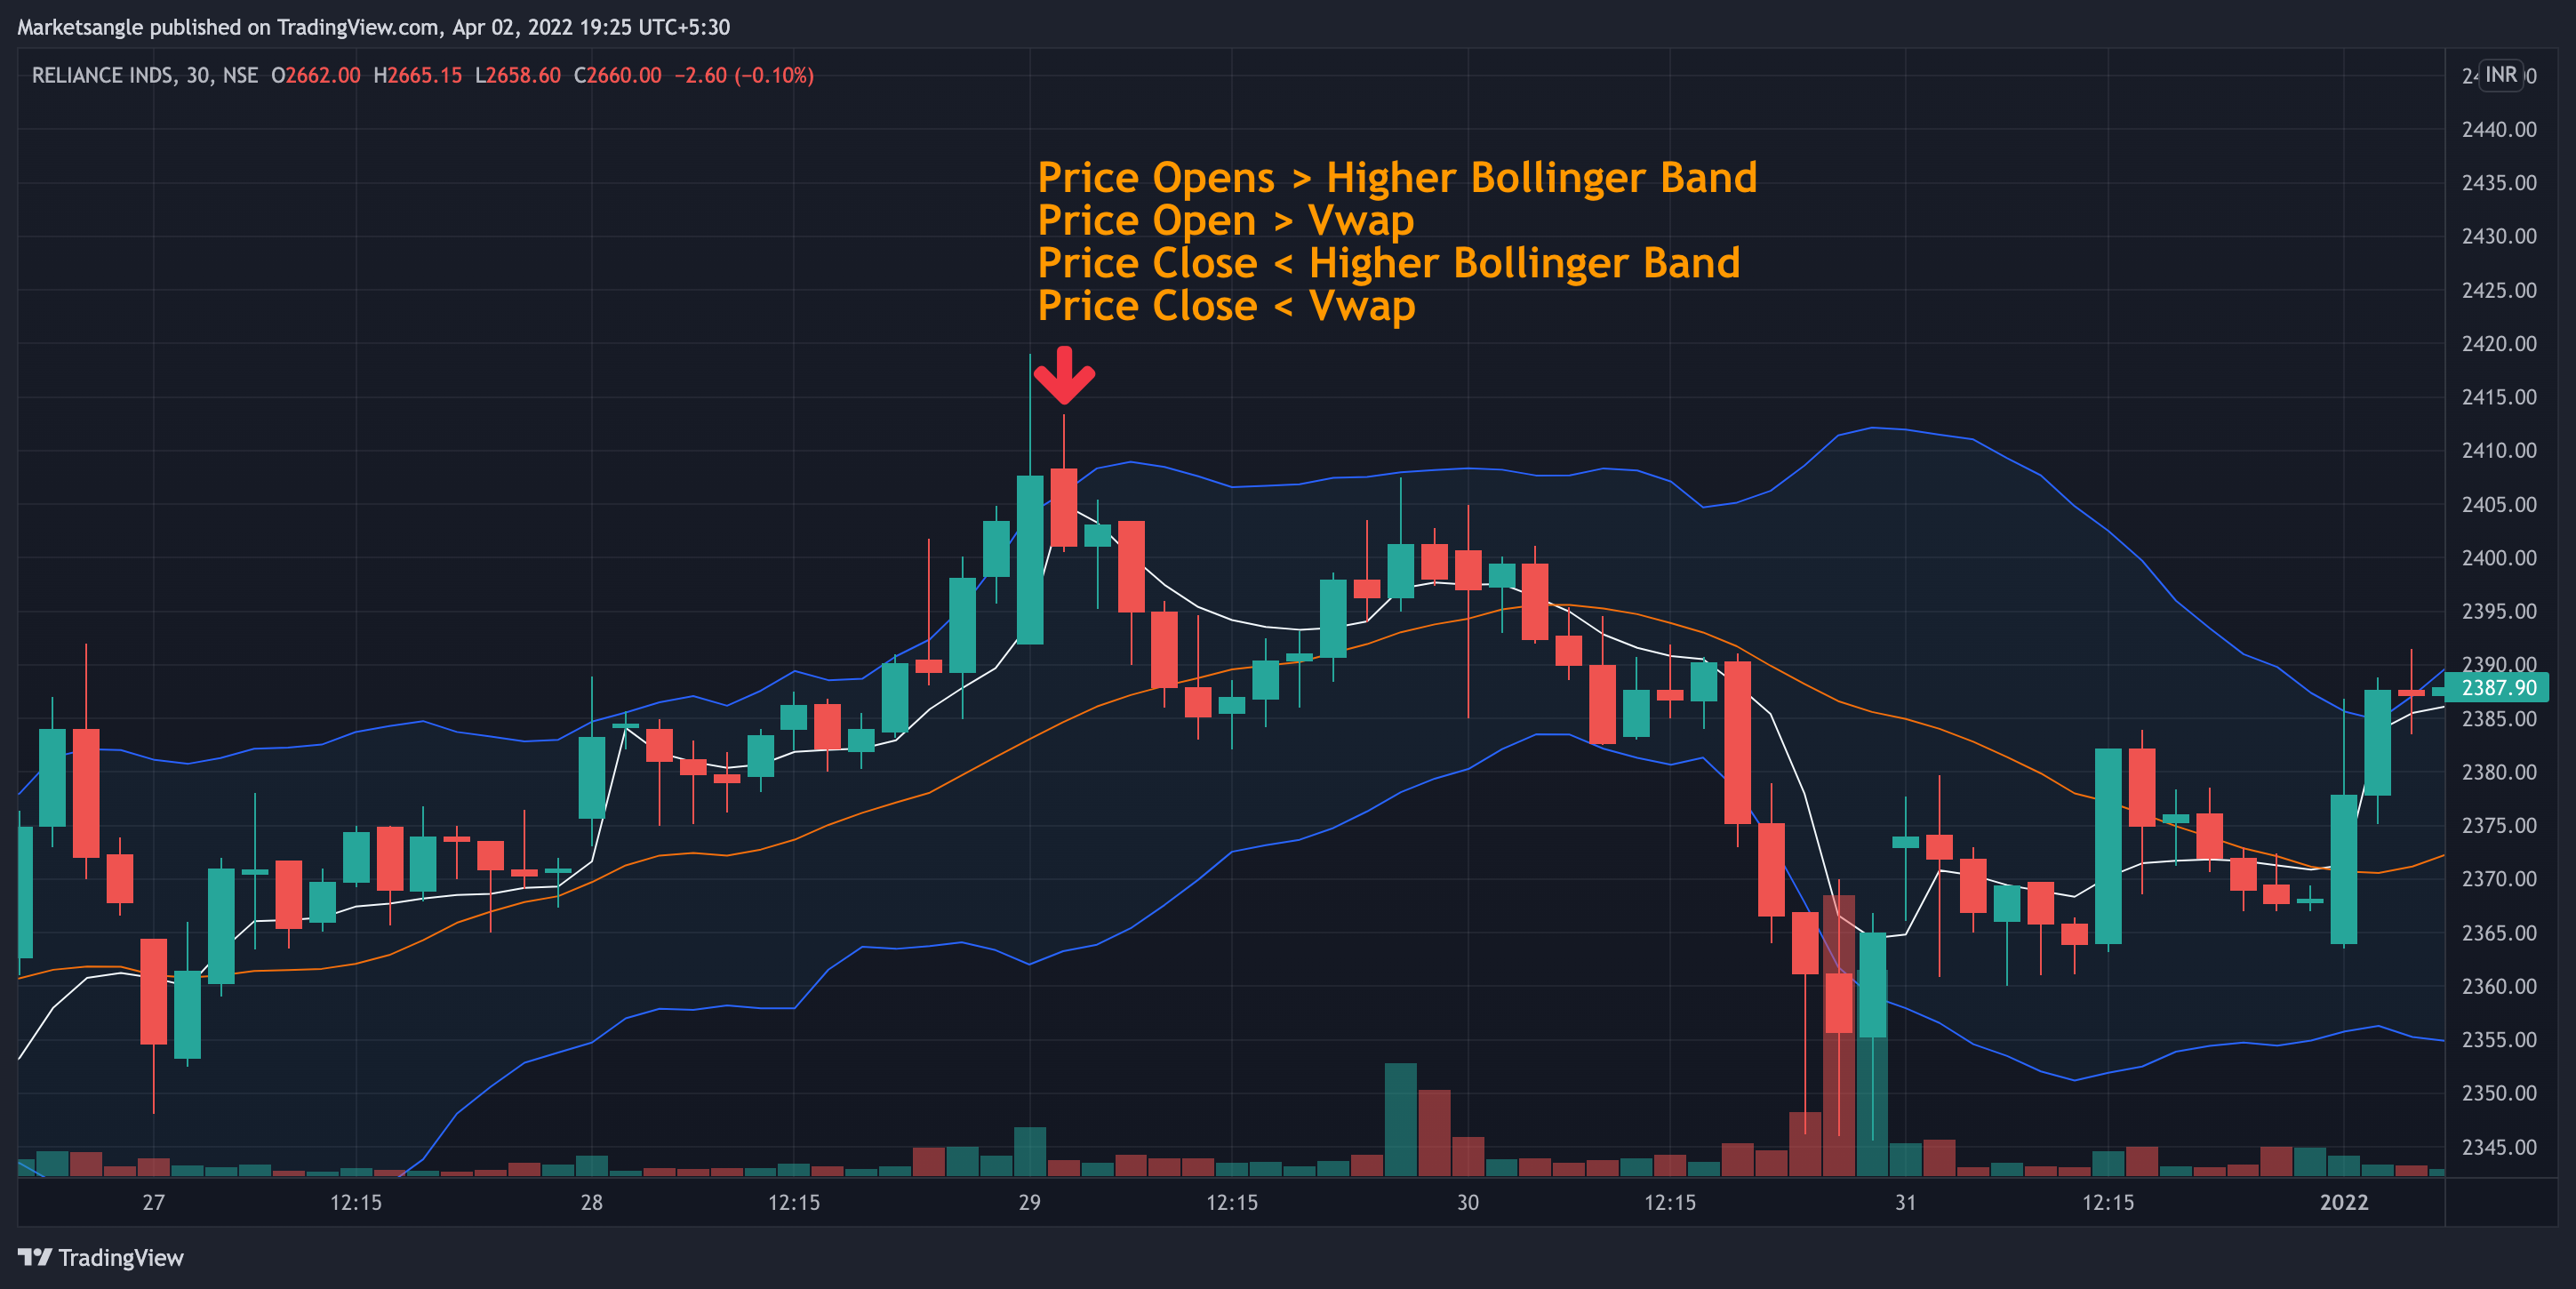 Marketsangle published on TradingView.com, Apr 02, 2022 19:25 UTC+5:30
RELIANCE INDS, 30, NSE O2662.00 H2665.15 L2658.60 C2660.00 −2.60 (−0.10%)
INR
2440.00
Price Opens > Higher Bollinger Band
2435.00
Price Open > Vwap
2430.00
Price Close < Higher Bollinger Band
2425.00
Price Close < Vwap
2420.00
2415.00
2410.00
2405.00
2400.00
2395.00
2390.00
2387.90
2385.00
2380.00
2375.00
2370.00
2365.00
2360.00
2355.00
2350.00
2345.00
27 12:15 28 12:15 29 12:15 30 12:15 31 12:15 2022
TradingView